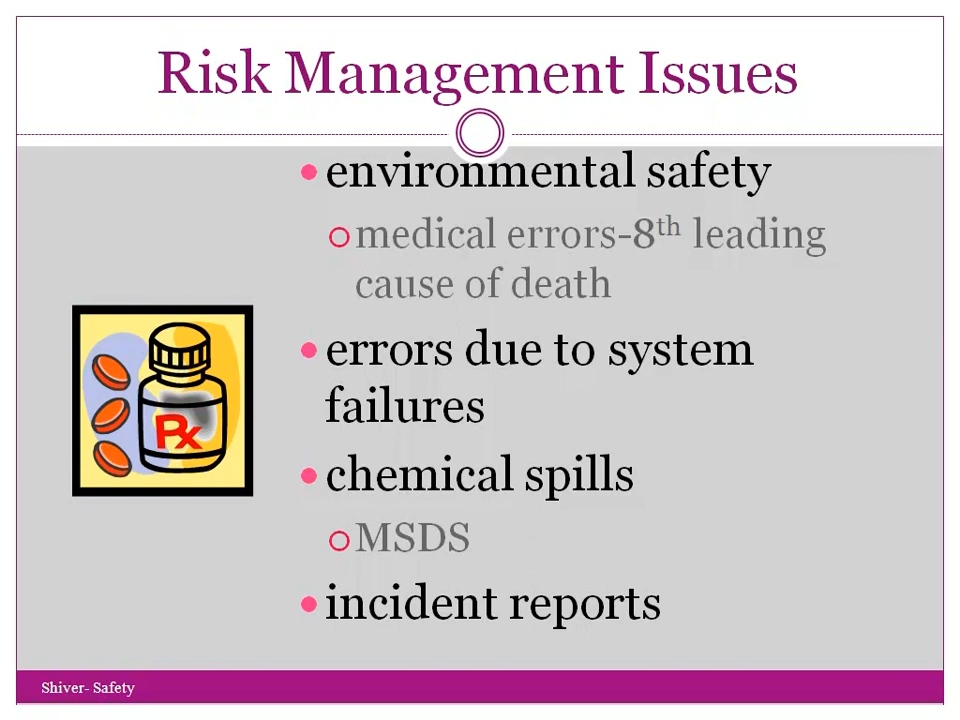 Risk Management Issues
environmental safety
medical errors-8th leading
cause of death
errors due to system
failures
Rx
chemical spills
MSDS
incident reports
Shiver- Safety